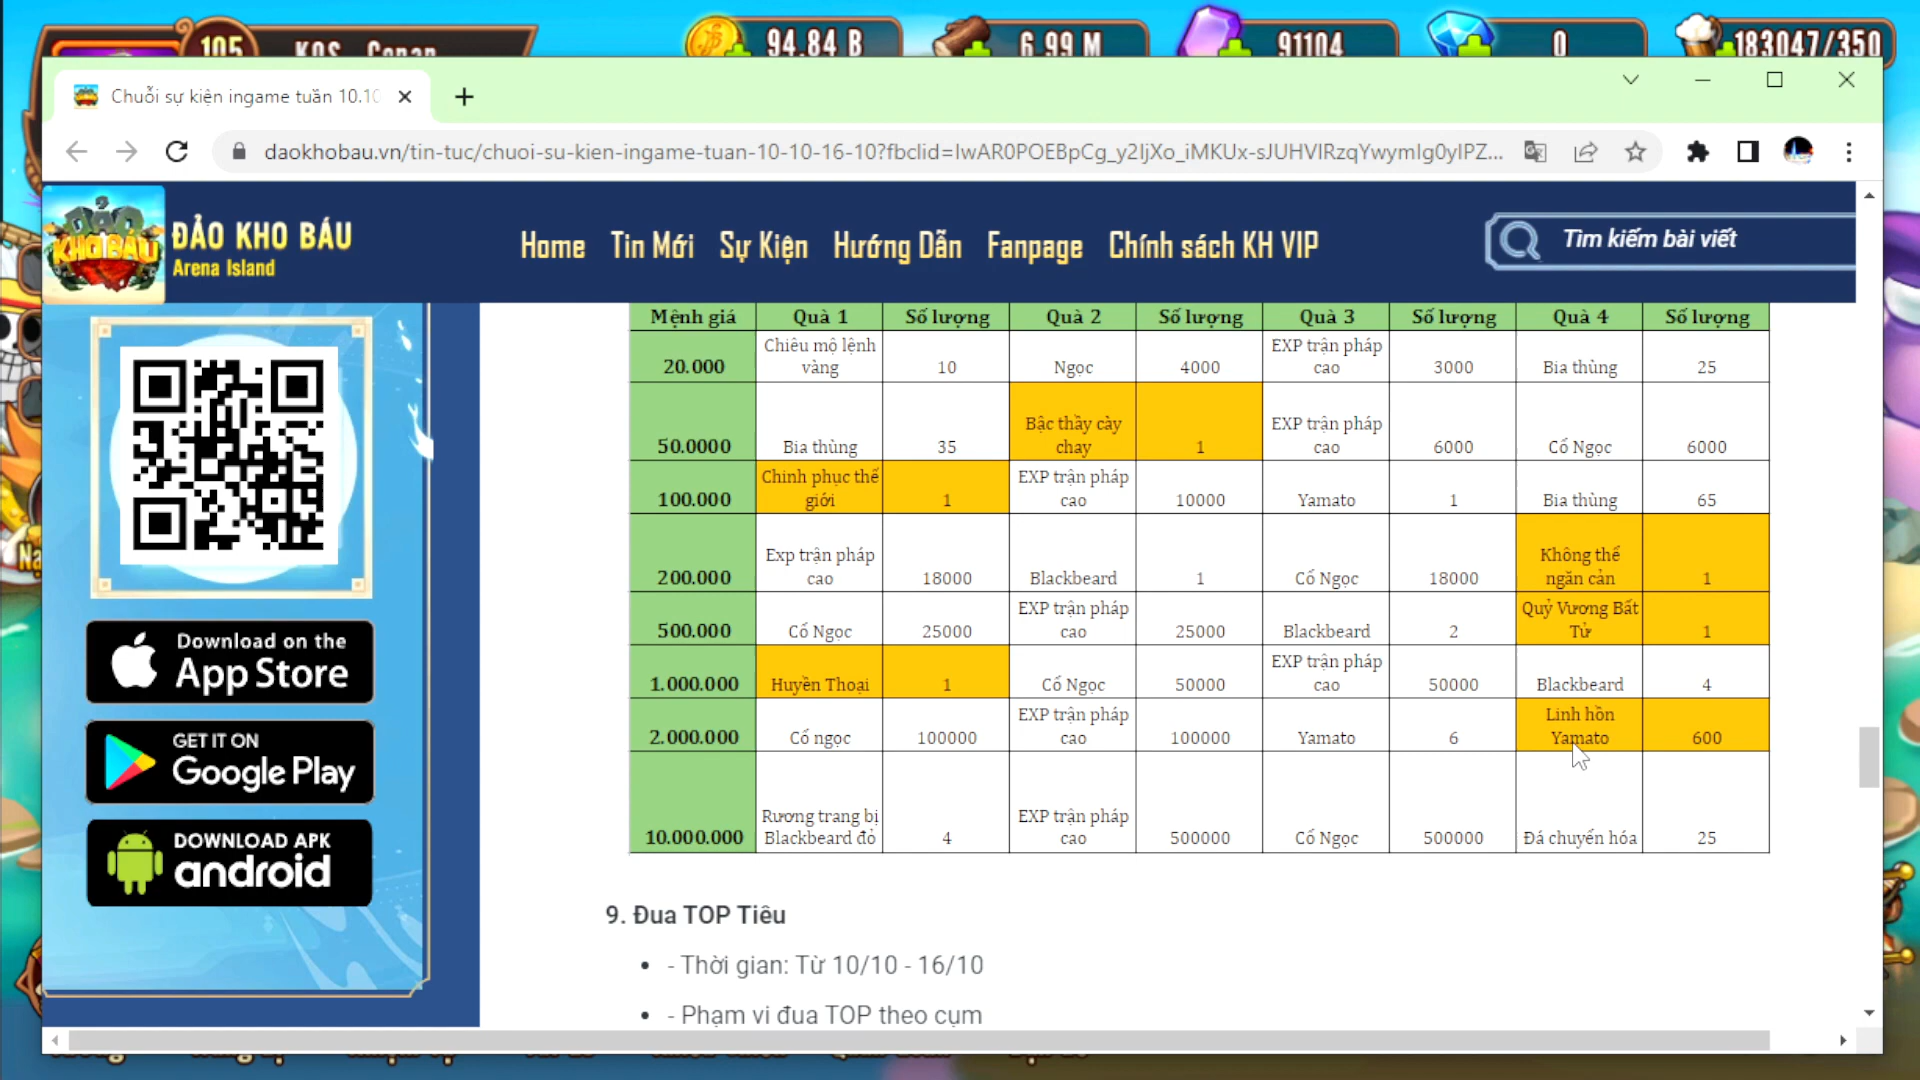 105 KOS_Conan 94.84 B 6.99 M 91104 0 183047/350
Chuỗi sự kiện ingame tuần 10.10
daokhobau.vn/tin-tuc/chuoi-su-kien-ingame-tuan-10-10-16-10?fbclid=IwAR0POEBpCg_y2IjXo_iMKUx-sJUHVIRzqYwymIg0yIPZ...
ĐẢO KHO BÁU
ĐẢO KHO BÁU
Arena Island
Home Tin Mới Sự Kiện Hướng Dẫn Fanpage Chính sách KH VIP
Tìm kiếm bài viết
Download on the
App Store
GET IT ON
Google Play
DOWNLOAD APK
android
Mệnh giá Quà 1 Số lượng Quà 2 Số lượng Quà 3 Số lượng Quà 4 Số lượng
20.000 Chiêu mộ lệnh vàng 10 Ngọc 4000 EXP trận pháp cao 3000 Bia thùng 25
50.0000 Bia thùng 35 Bậc thầy cày chay 1 EXP trận pháp cao 6000 Cổ Ngọc 6000
100.000 Chinh phục thế giới 1 EXP trận pháp cao 10000 Yamato 1 Bia thùng 65
200.000 Exp trận pháp cao 18000 Blackbeard 1 Cổ Ngọc 18000 Không thể ngăn cản 1
500.000 Cổ Ngọc 25000 EXP trận pháp cao 25000 Blackbeard 2 Quỷ Vương Bất Tử 1
1.000.000 Huyền Thoại 1 Cổ Ngọc 50000 EXP trận pháp cao 50000 Blackbeard 4
2.000.000 Cổ ngọc 100000 EXP trận pháp cao 100000 Yamato 6 Linh hồn Yamato 600
10.000.000 Rương trang bị Blackbeard đỏ 4 EXP trận pháp cao 500000 Cổ Ngọc 500000 Đá chuyển hóa 25
9. Đua TOP Tiêu
• - Thời gian: Từ 10/10 - 16/10
• - Phạm vi đua TOP theo cụm